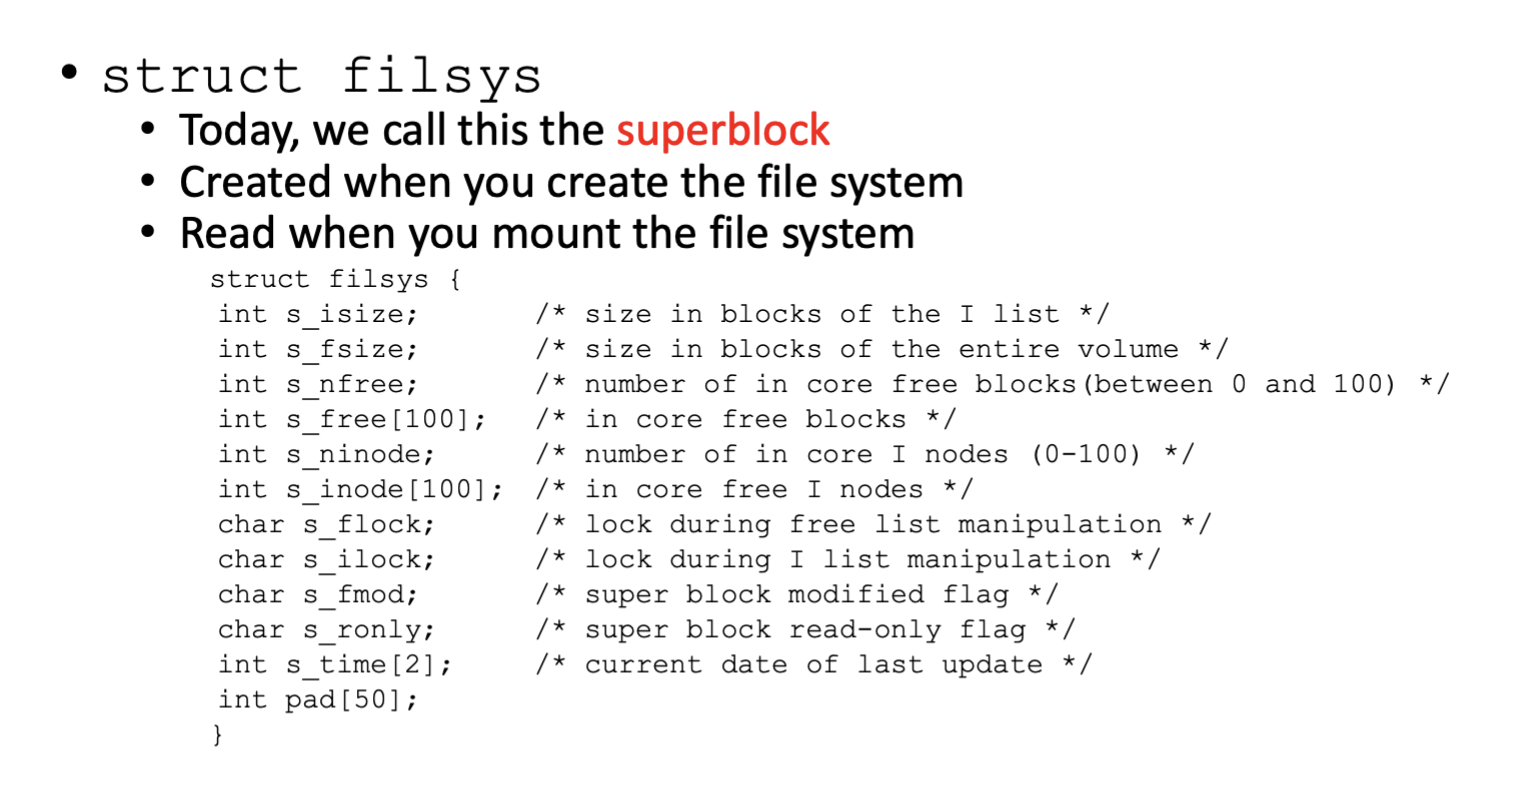 • struct filsys
• Today, we call this the superblock
• Created when you create the file system
• Read when you mount the file system
struct filsys {
int s_isize; /* size in blocks of the I list */
int s_fsize; /* size in blocks of the entire volume */
int s_nfree; /* number of in core free blocks(between 0 and 100) */
int s_free[100]; /* in core free blocks */
int s_ninode; /* number of in core I nodes (0-100) */
int s_inode[100]; /* in core free I nodes */
char s_flock; /* lock during free list manipulation */
char s_ilock; /* lock during I list manipulation */
char s_fmod; /* super block modified flag */
char s_ronly; /* super block read-only flag */
int s_time[2]; /* current date of last update */
int pad[50];
}